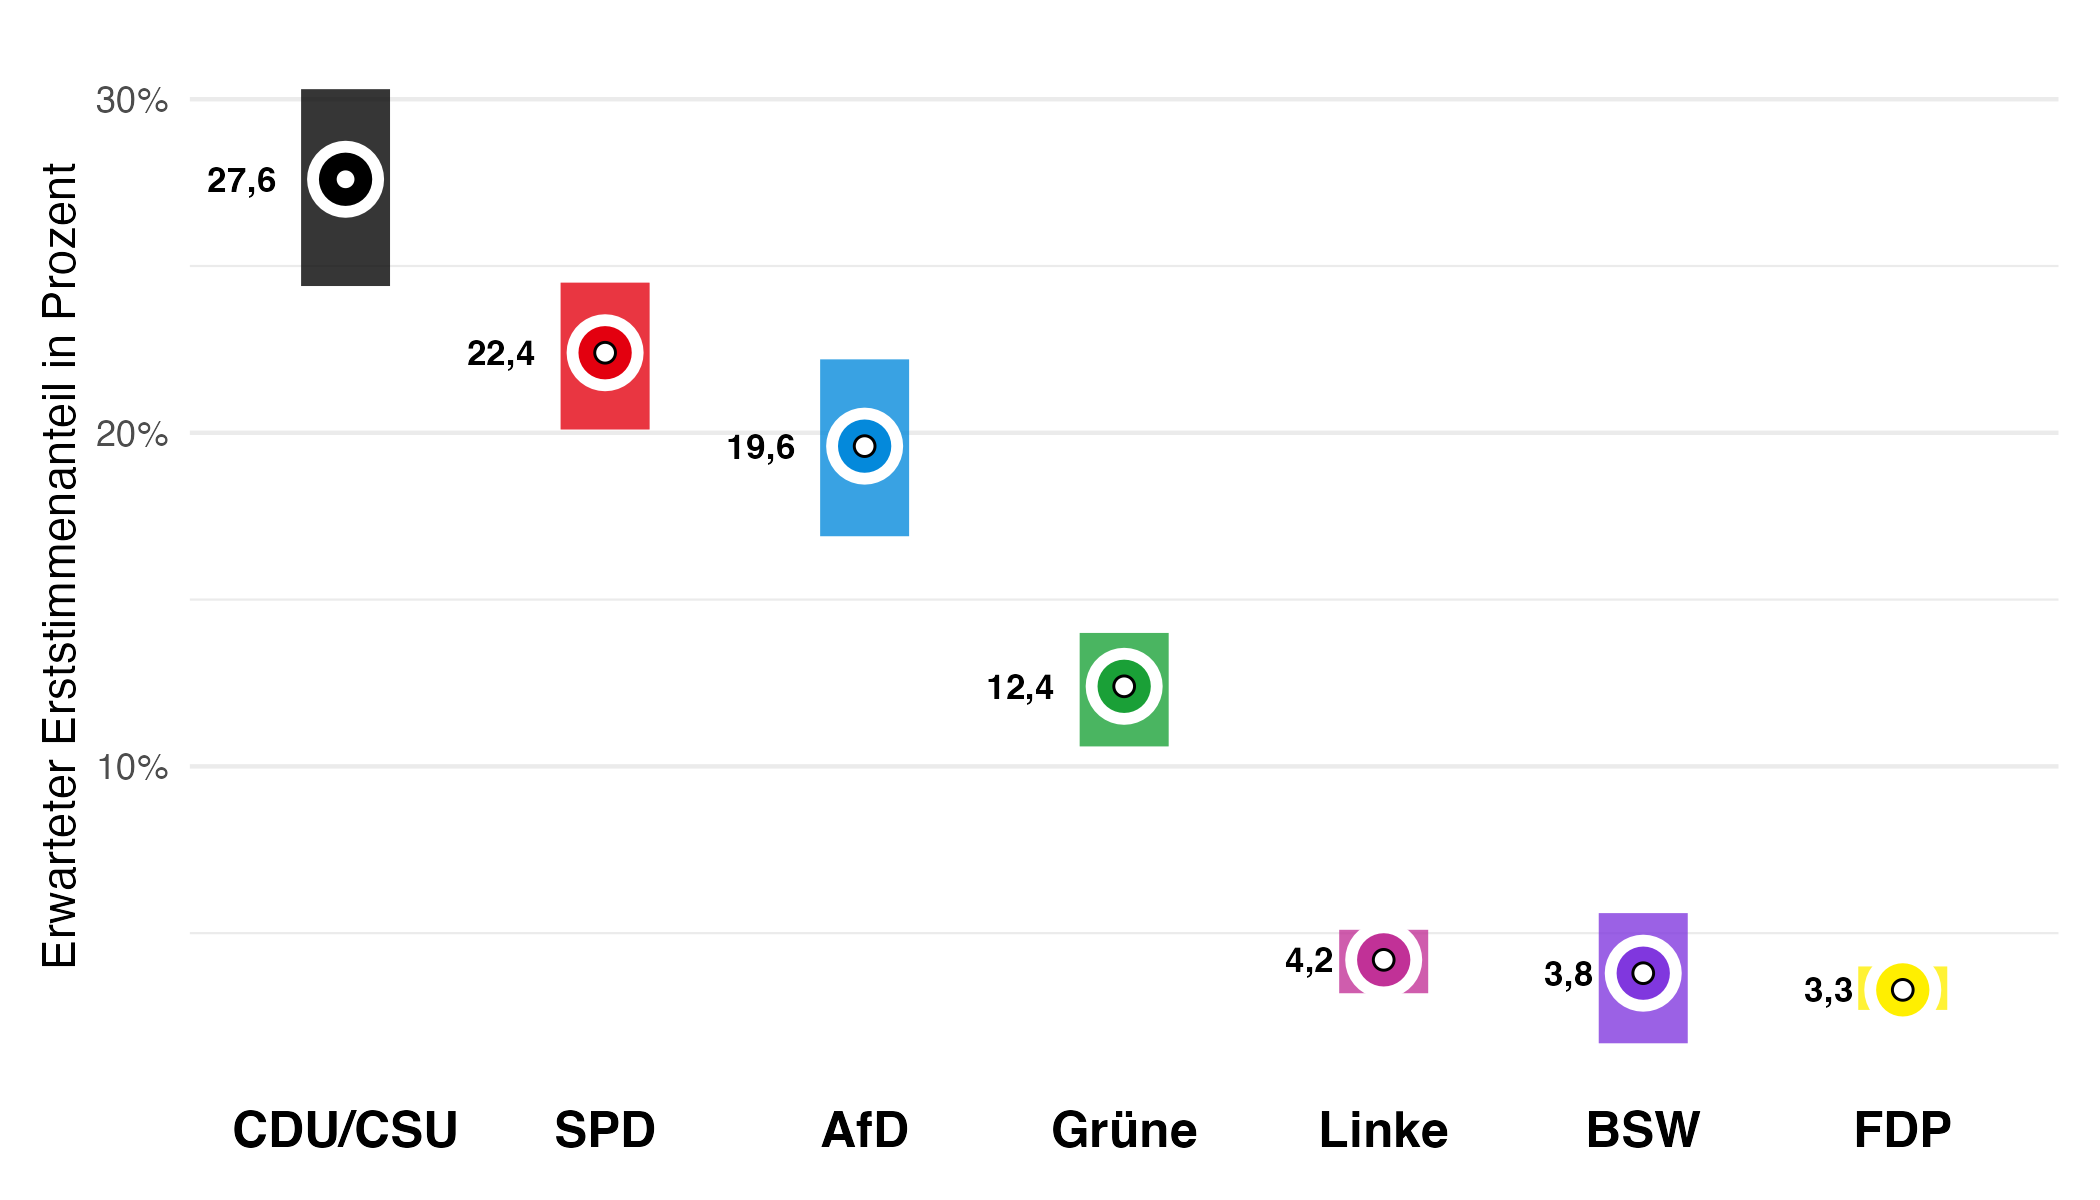 Erwarteter Erststimmenanteil in Prozent
30%
20%
10%
27,6
22,4
19,6
12,4
4,2
3,8
3,3
CDU/CSU
SPD
AfD
Grüne
Linke
BSW
FDP